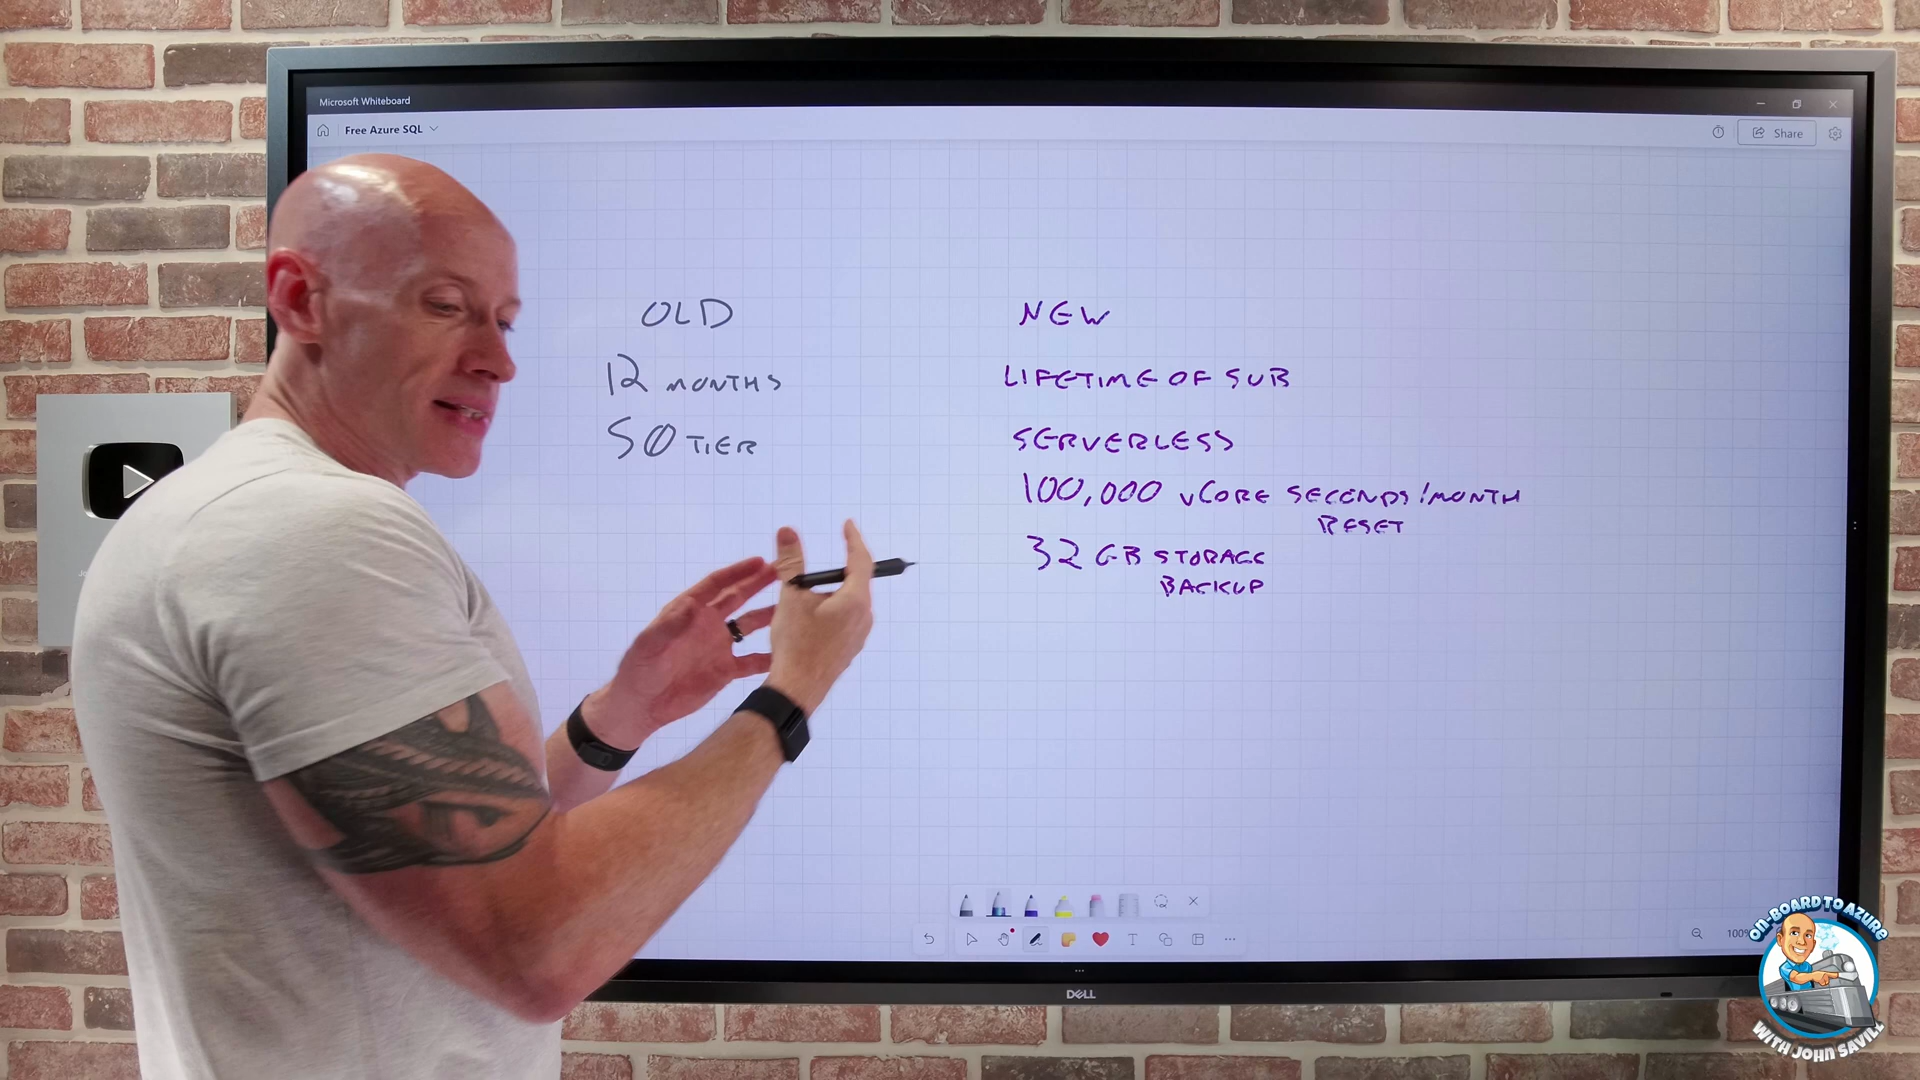 Microsoft Whiteboard
Free Azure SQL
Share
OLD
12 MONTHS
S0 TIER
NEW
LIFETIME OF SUB
SERVERLESS
100,000 vCORE SECONDS/MONTH
RESET
32 GB STORAGE
BACKUP
100%
DELL
ON-BOARD TO AZURE
WITH JOHN SAVILL